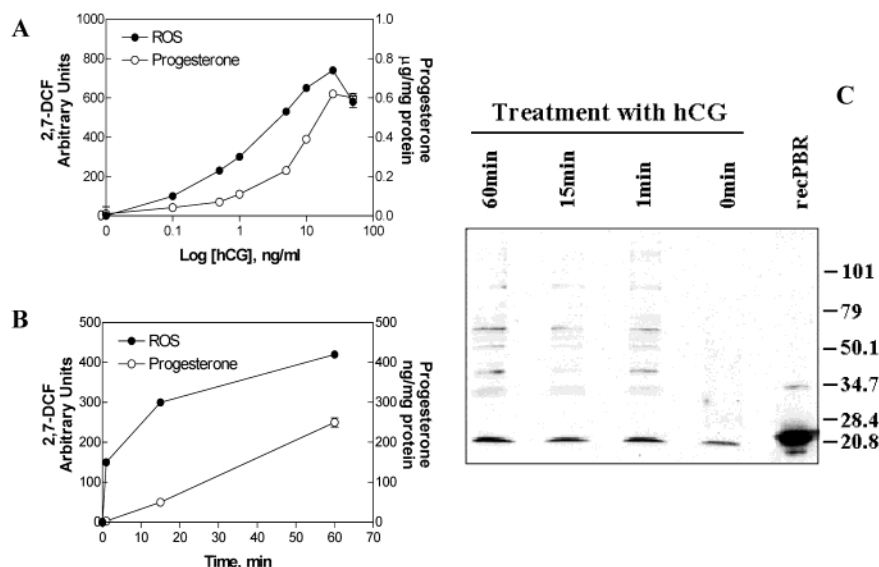 A
ROS
Progesterone
2,7-DCF
Arbitrary Units
1000
800
600
400
200
0
1.0
0.8
0.6
0.4
0.2
0.0
Progesterone
µg/mg protein
0 0.1 1 10 100
Log [hCG], ng/ml
B
ROS
Progesterone
2,7-DCF
Arbitrary Units
500
400
300
200
100
0
500
400
300
200
100
0
Progesterone
ng/mg protein
0 10 20 30 40 50 60 70
Time, min
C
Treatment with hCG
60min 15min 1min 0min recPBR
–101
–79
–50.1
–34.7
–28.4
–20.8